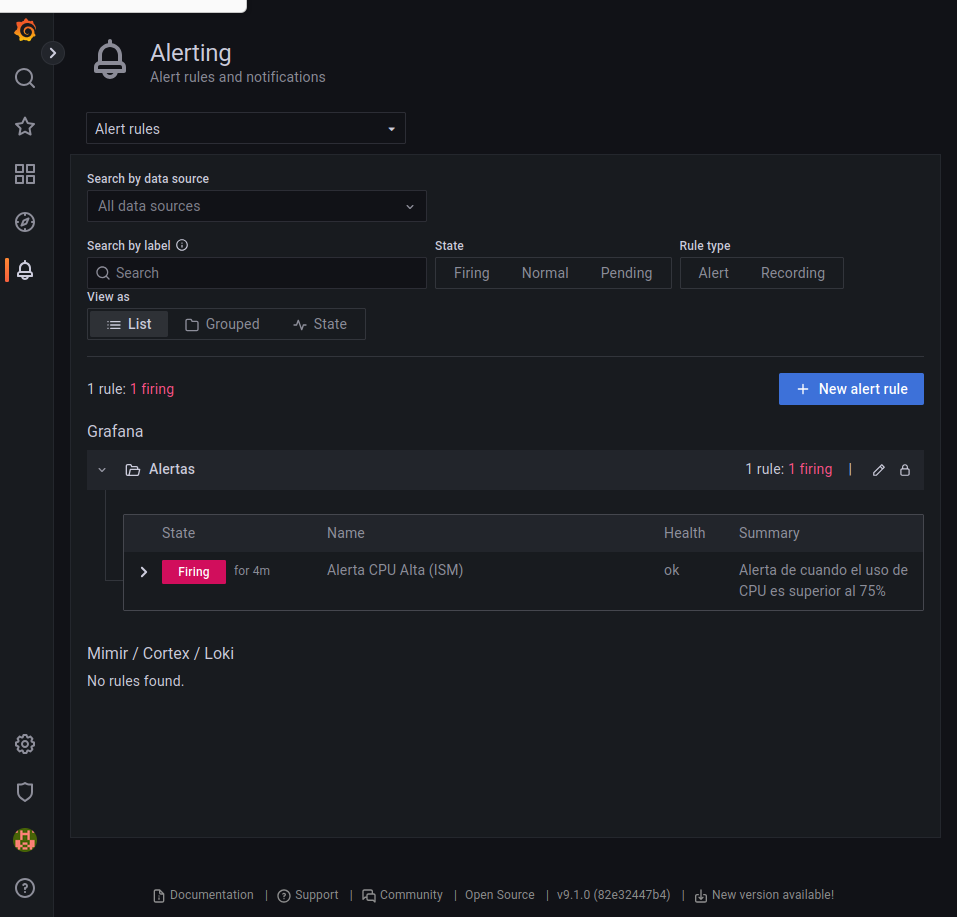 Alerting
Alert rules and notifications
Alert rules
Search by data source
All data sources
Search by label
State
Rule type
Search
Firing
Normal
Pending
Alert
Recording
View as
List
Grouped
State
1 rule: 1 firing
New alert rule
Grafana
Alertas
1 rule: 1 firing |
State
Name
Health
Summary
Firing
for 4m
Alerta CPU Alta (ISM)
ok
Alerta de cuando el uso de
CPU es superior al 75%
Mimir / Cortex / Loki
No rules found.
Documentation | Support | Community | Open Source | v9.1.0 (82e32447b4) | New version available!